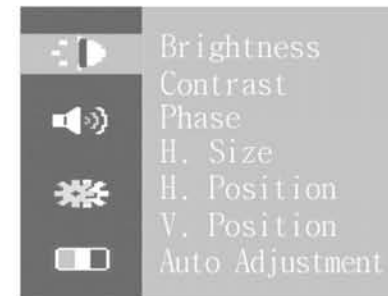 Brightness
Contrast
Phase
H. Size
H. Position
V. Position
Auto Adjustment